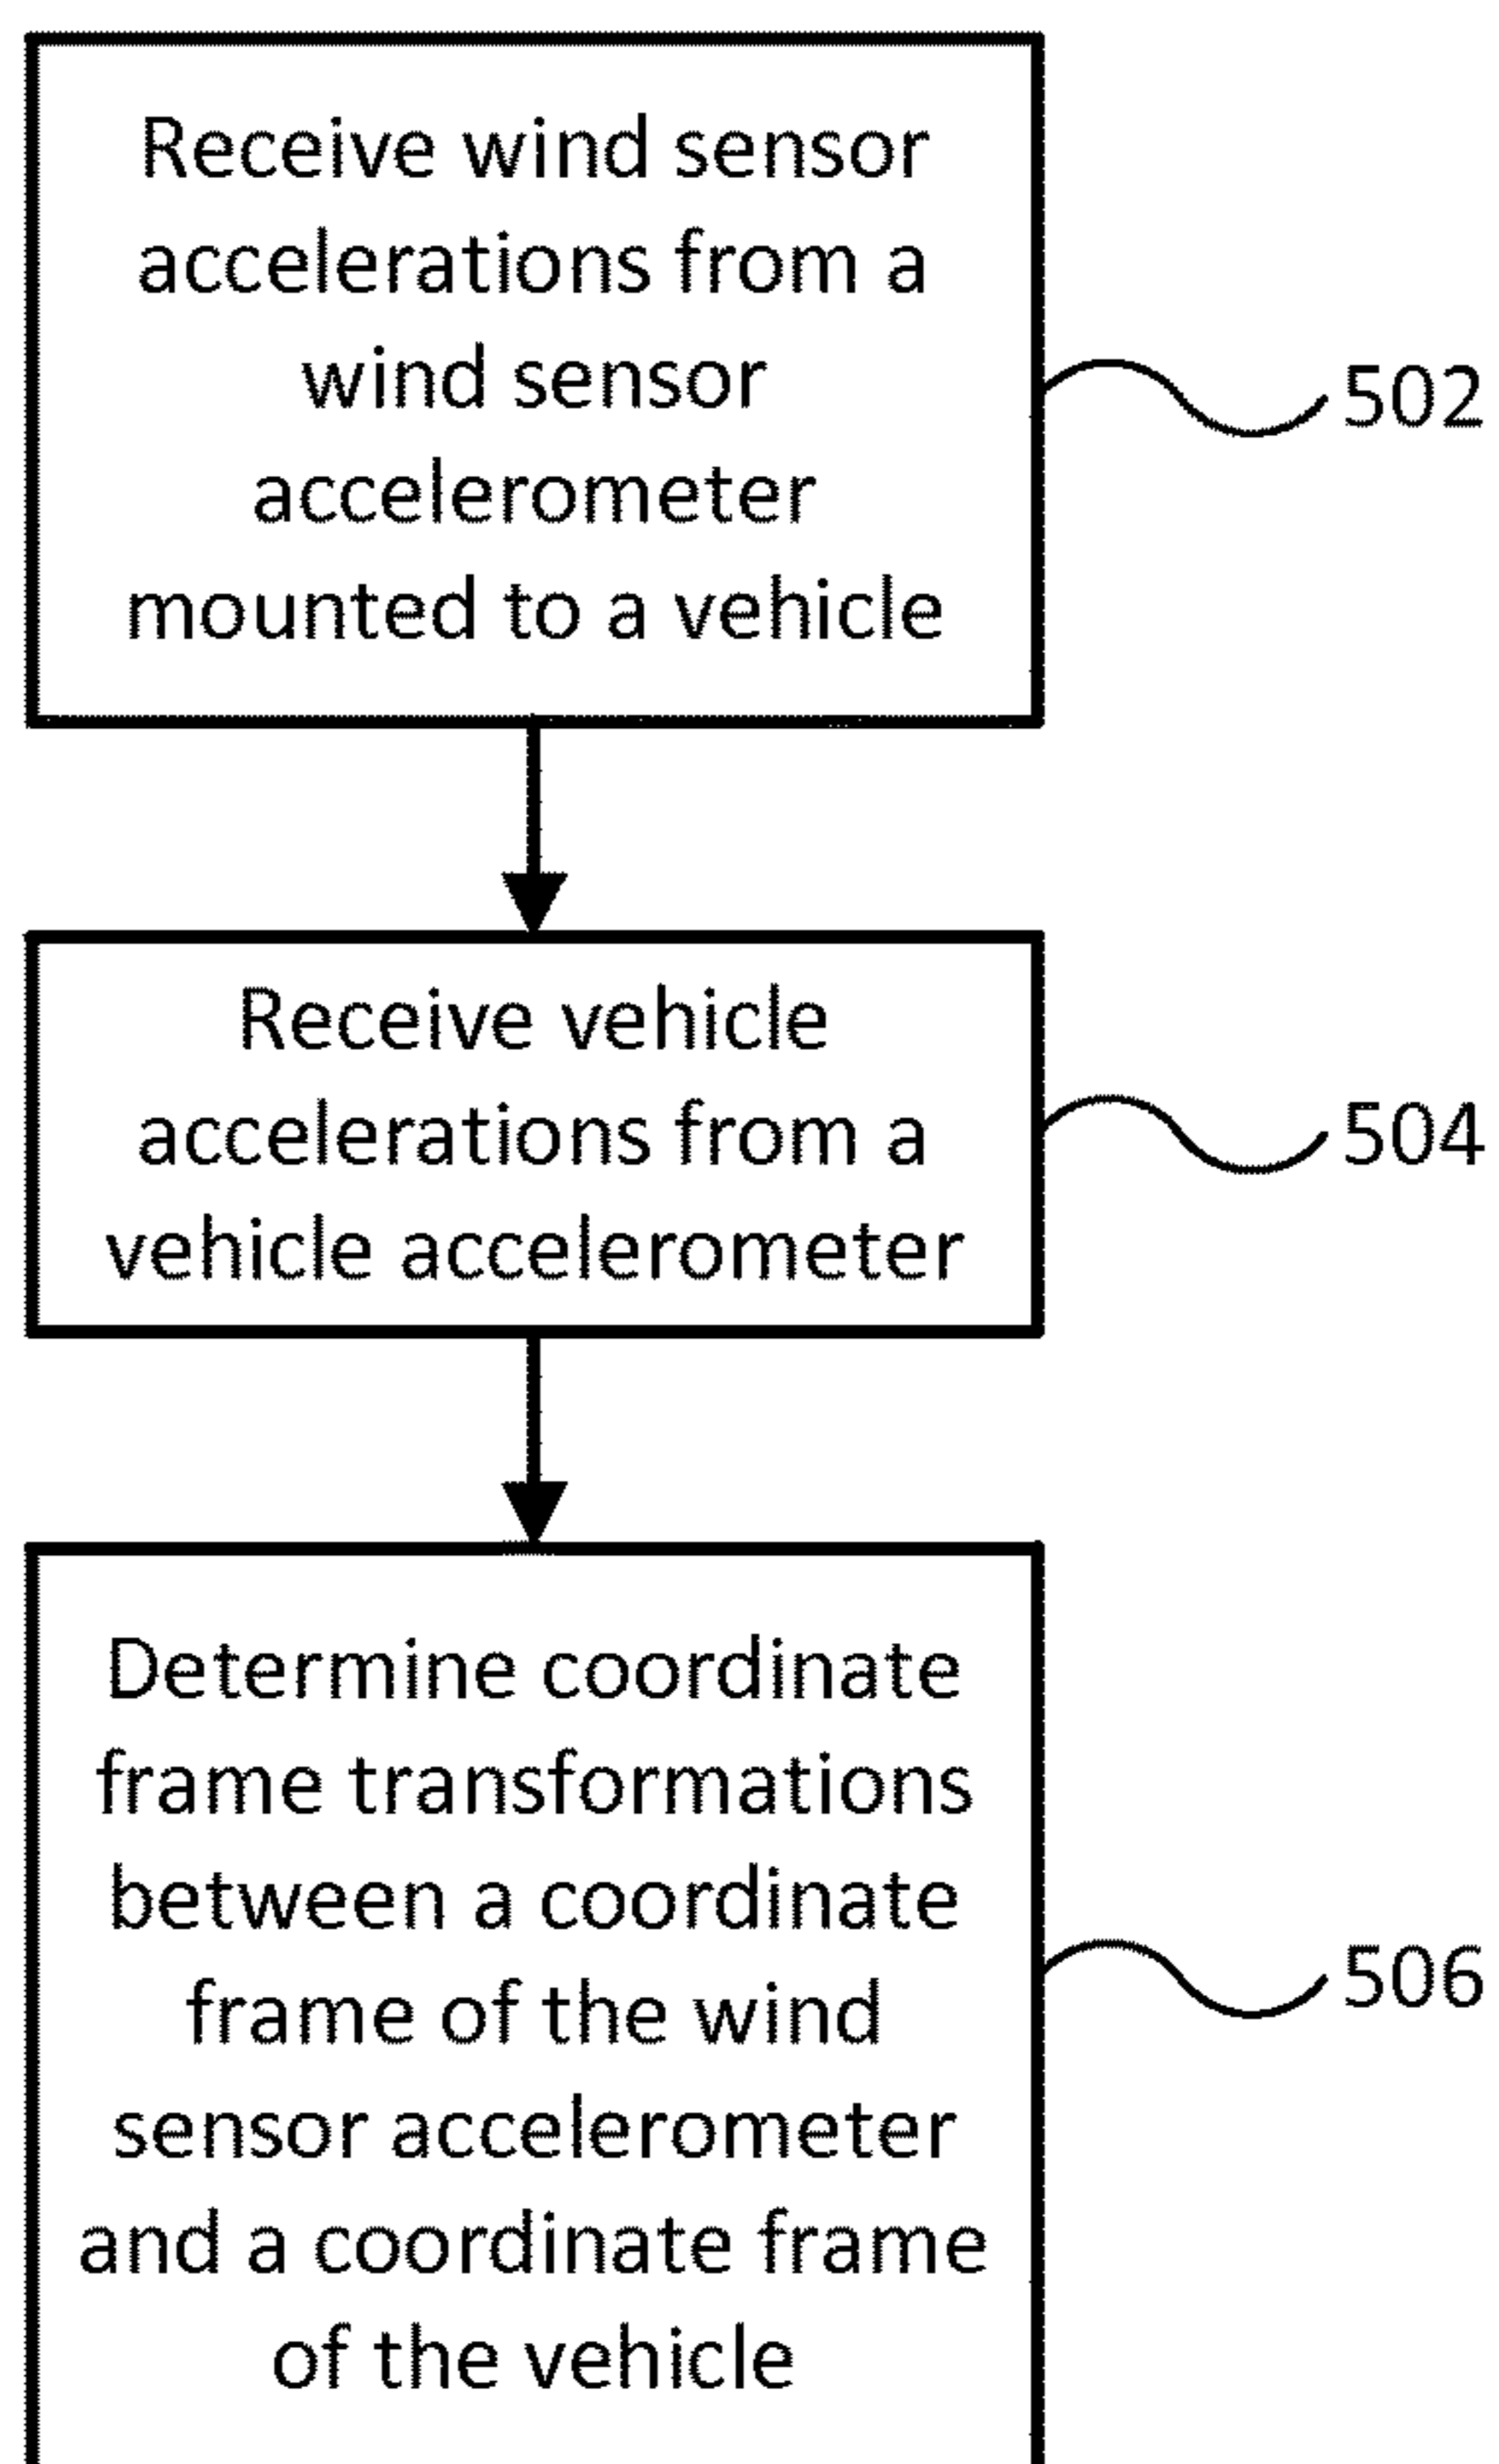 Receive wind sensor
accelerations from a
wind sensor
accelerometer
mounted to a vehicle
502
Receive vehicle
accelerations from a
vehicle accelerometer
504
Determine coordinate
frame transformations
between a coordinate
frame of the wind
sensor accelerometer
and a coordinate frame
of the vehicle
506